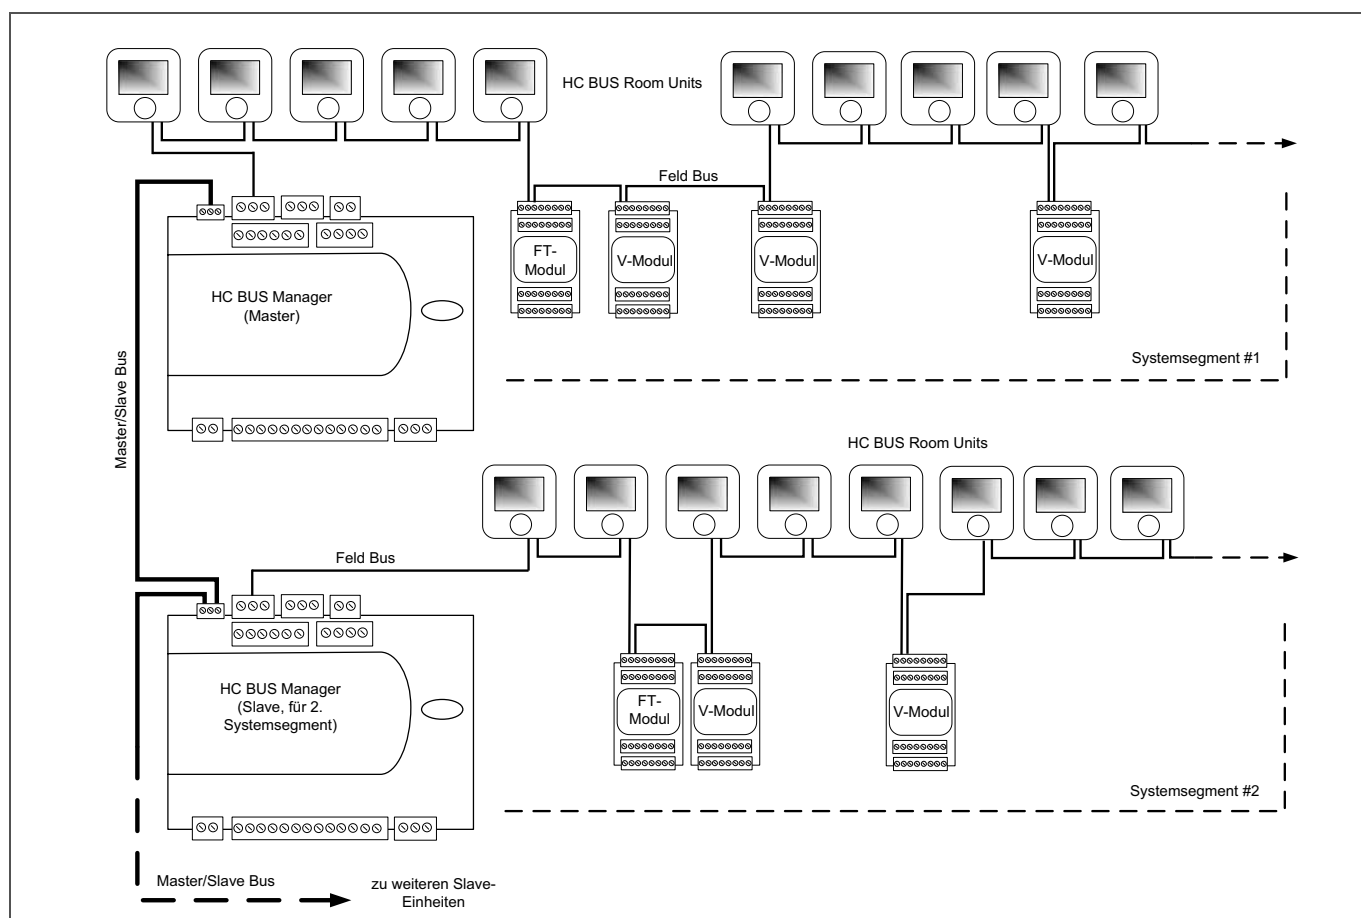 HC BUS Room Units
Feld Bus
FT-
Modul
V-Modul
V-Modul
V-Modul
HC BUS Manager
(Master)
Systemsegment #1
Master/Slave Bus
HC BUS Room Units
Feld Bus
HC BUS Manager
(Slave, für 2.
Systemsegment)
FT-
Modul
V-Modul
V-Modul
Systemsegment #2
Master/Slave Bus
zu weiteren Slave-
Einheiten